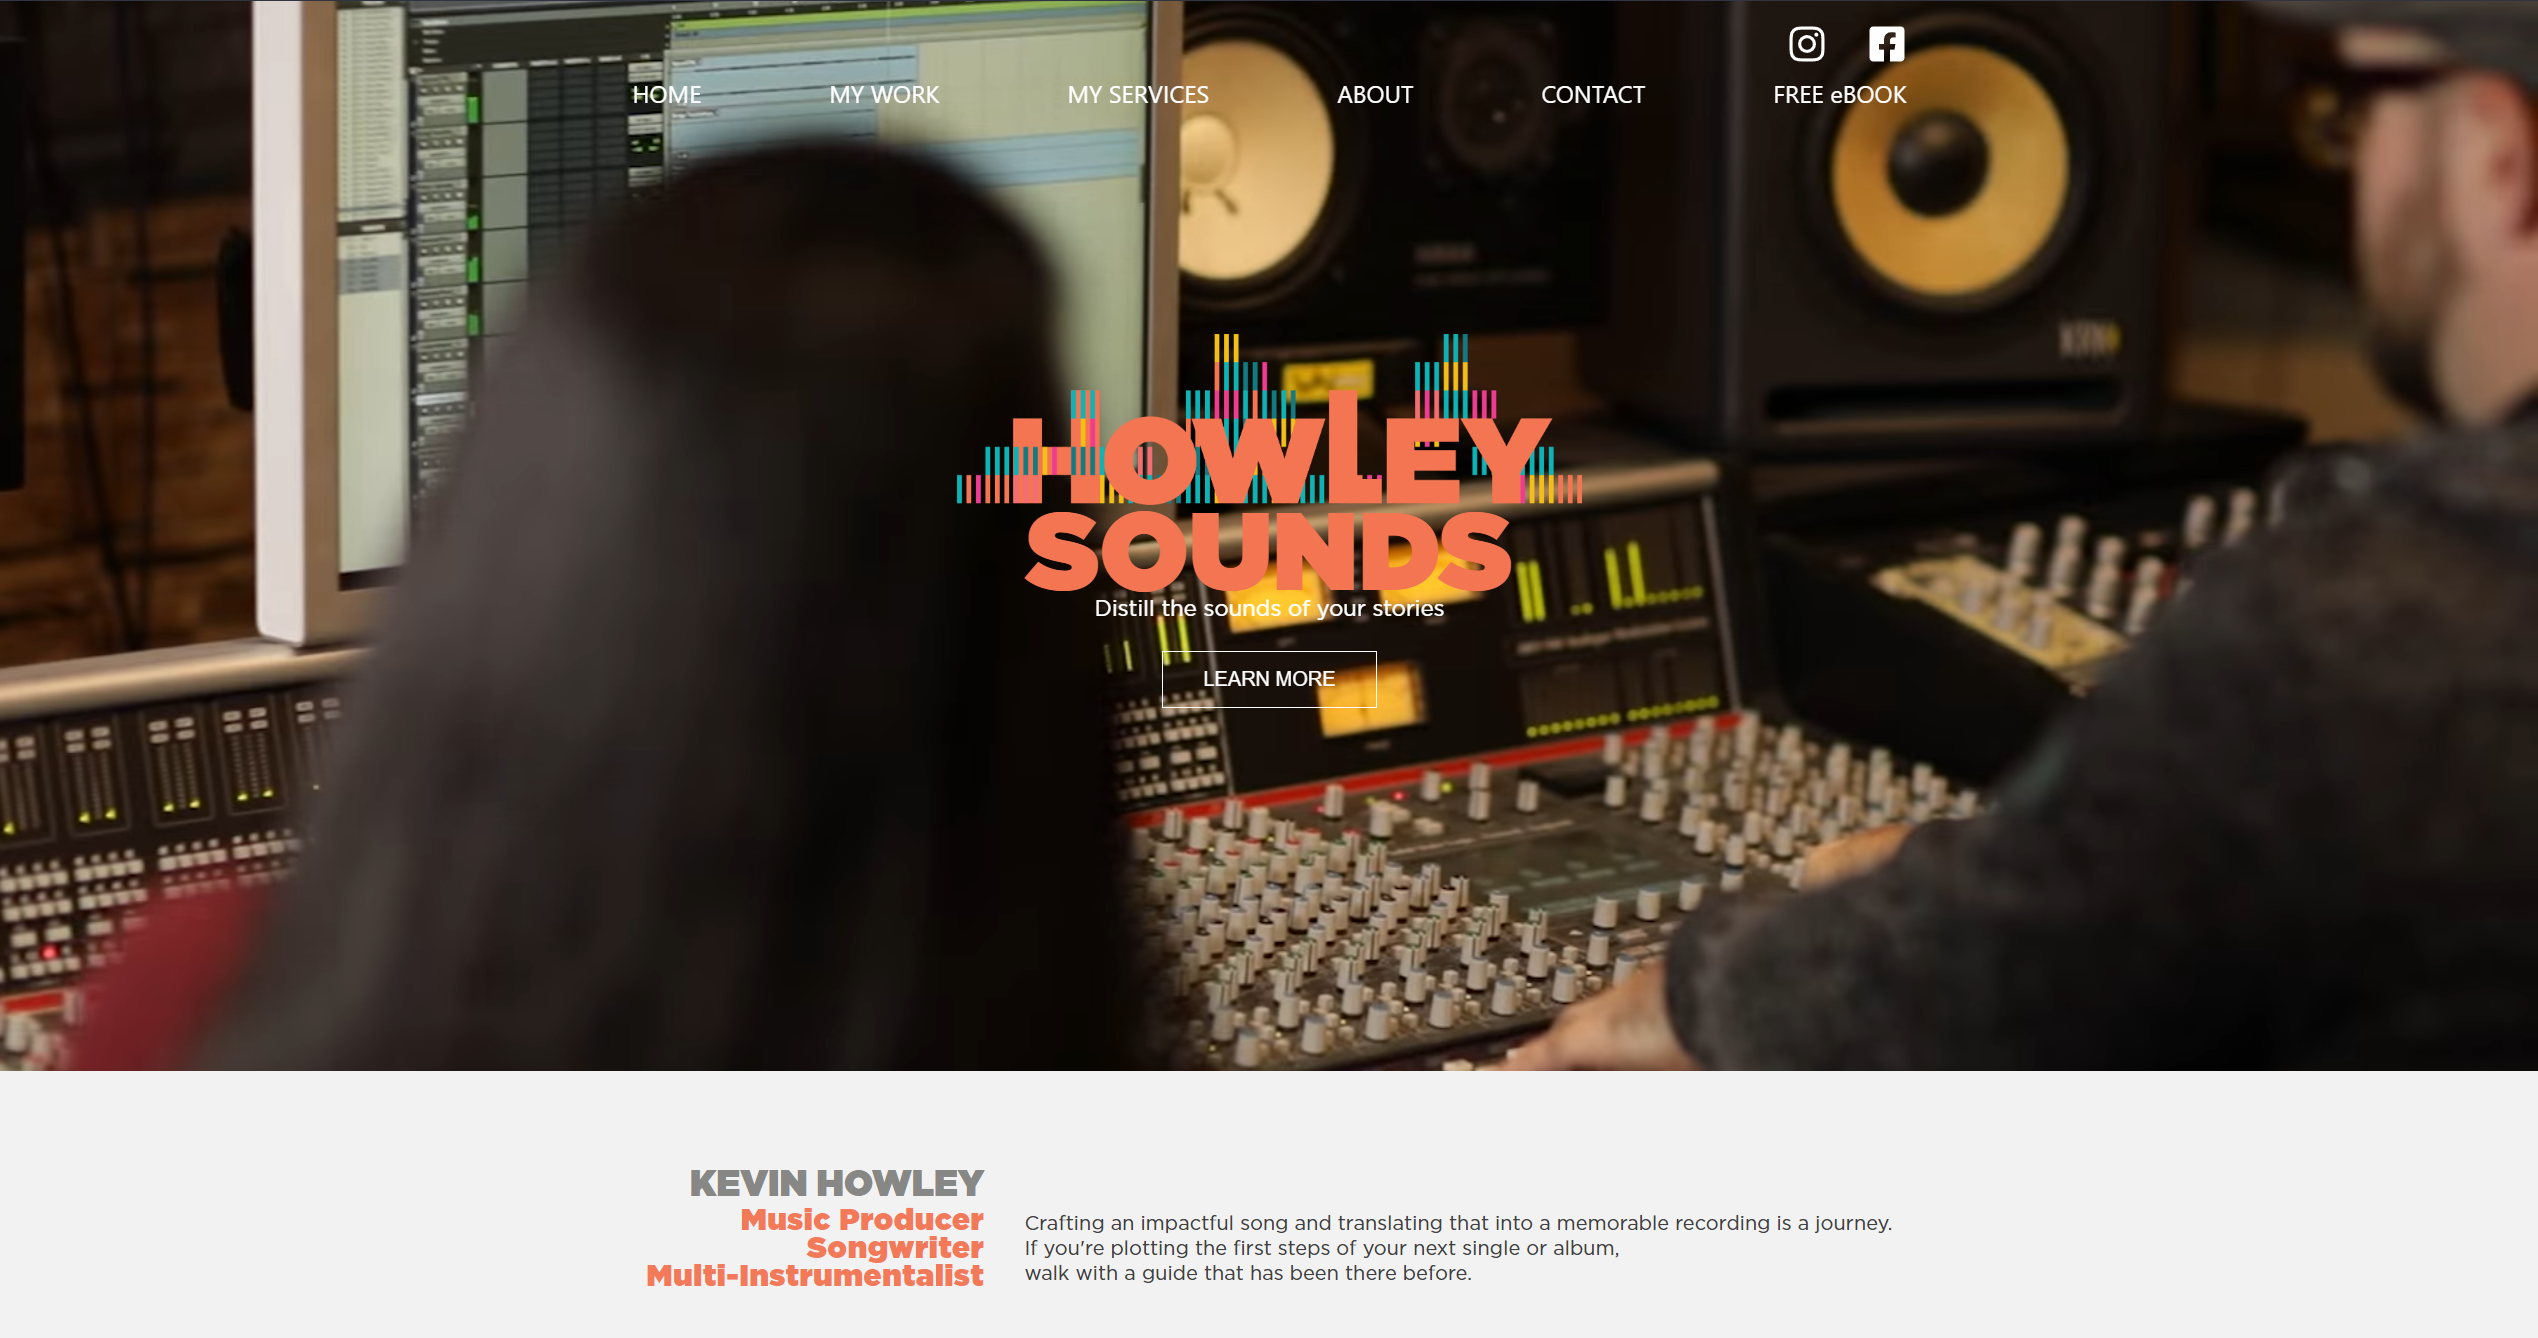 HOME MY WORK MY SERVICES ABOUT CONTACT FREE eBOOK
HOWLEY
SOUNDS
Distill the sounds of your stories
LEARN MORE
KEVIN HOWLEY
Music Producer
Songwriter
Multi-Instrumentalist
Crafting an impactful song and translating that into a memorable recording is a journey.
If you're plotting the first steps of your next single or album,
walk with a guide that has been there before.